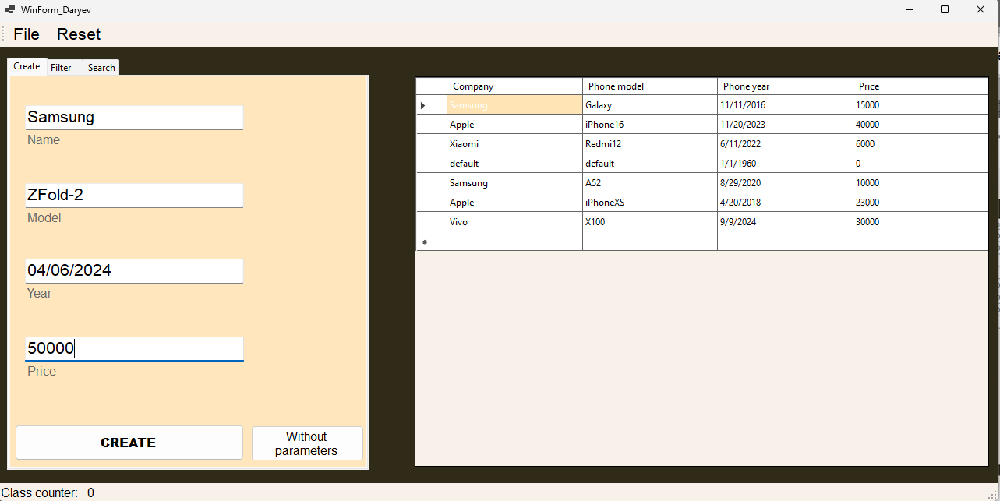 WinForm_Daryev
File Reset
Create Filter Search
Samsung
Name
ZFold-2
Model
04/06/2024
Year
50000
Price
CREATE
Without
parameters
Company Phone model Phone year Price
Samsung Galaxy 11/11/2016 15000
Apple iPhone16 11/20/2023 40000
Xiaomi Redmi12 6/11/2022 6000
default default 1/1/1960 0
Samsung A52 8/29/2020 10000
Apple iPhoneXS 4/20/2018 23000
Vivo X100 9/9/2024 30000
Class counter: 0